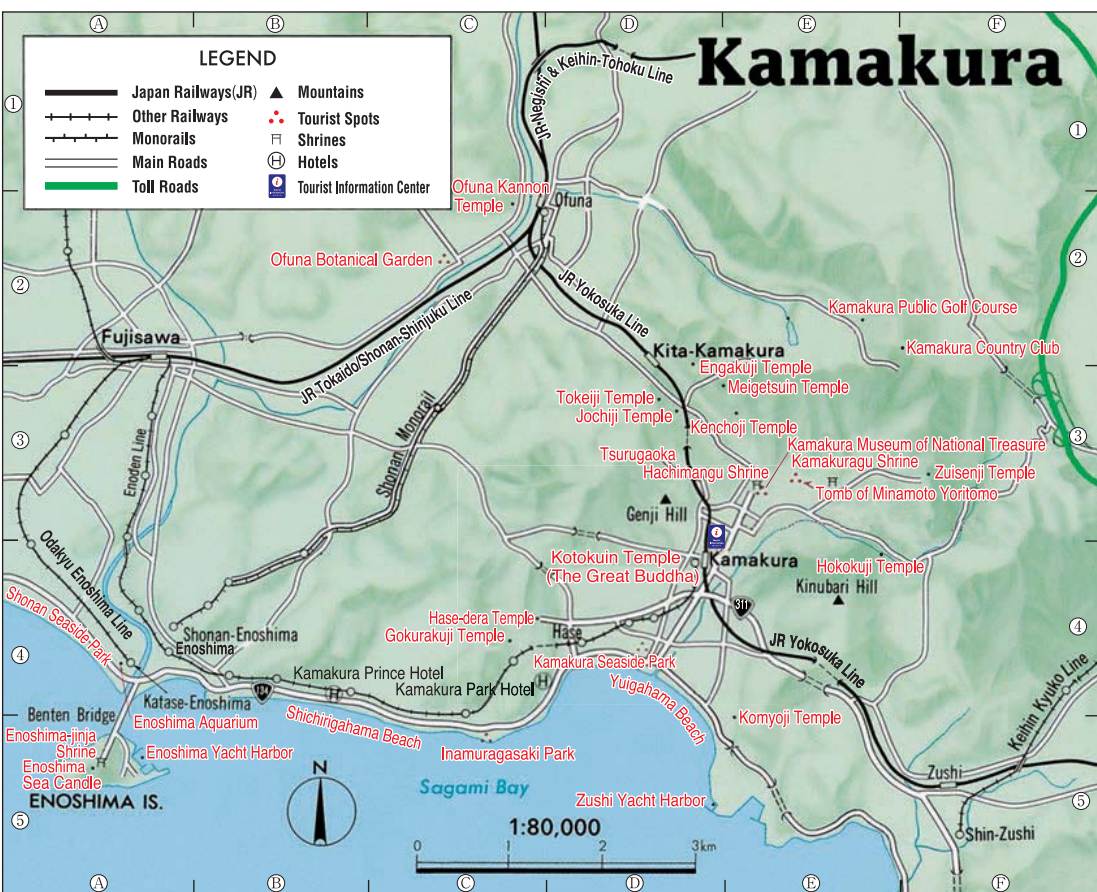 Ⓐ Ⓑ Ⓒ Ⓓ Ⓔ Ⓕ
Kamakura
LEGEND
Japan Railways(JR)
Other Railways
Monorails
Main Roads
Toll Roads
Mountains
Tourist Spots
Shrines
Ⓗ Hotels
i Tourist Information Center
① ①
JR-Negishi & Keihin-Tohoku Line
Ofuna Kannon
Temple
Ofuna
Ofuna Botanical Garden
② ②
JR Yokosuka Line
JR Tokaido/Shonan-Shinjuku Line
Kamakura Public Golf Course
Fujisawa
Kamakura Country Club
Kita-Kamakura
Engakuji Temple
Meigetsuin Temple
Tokeiji Temple
Jochiji Temple
Kenchoji Temple
③ ③
Shonan Monorail
Enoden Line
Kamakura Museum of National Treasure
Tsurugaoka
Hachimangu Shrine
Kamakuragu Shrine
Zuisenji Temple
Tomb of Minamoto Yoritomo
Genji Hill
i
Kotokuin Temple
(The Great Buddha)
Kamakura
Hokokuji Temple
Kinubari Hill
311
Odakyu Enoshima Line
Shonan Seaside Park
Hase-dera Temple
Gokurakuji Temple
Hase
Shonan-Enoshima
Enoshima
④ ④
JR Yokosuka Line
Kamakura Seaside Park
Kamakura Prince Hotel
Kamakura Park Hotel
Ⓗ
Ⓗ
134
Yuigahama Beach
Katase-Enoshima
Benten Bridge
Enoshima Aquarium
Shichirigahama Beach
Komyoji Temple
Keihin Kyuko Line
Enoshima-jinja
Shrine
Enoshima Yacht Harbor
Inamuragasaki Park
Enoshima
Sea Candle
ENOSHIMA IS.
N
Sagami Bay
Zushi
Zushi Yacht Harbor
⑤ ⑤
1:80,000
Shin-Zushi
0 1 2 3km
Ⓐ Ⓑ Ⓒ Ⓓ Ⓔ Ⓕ